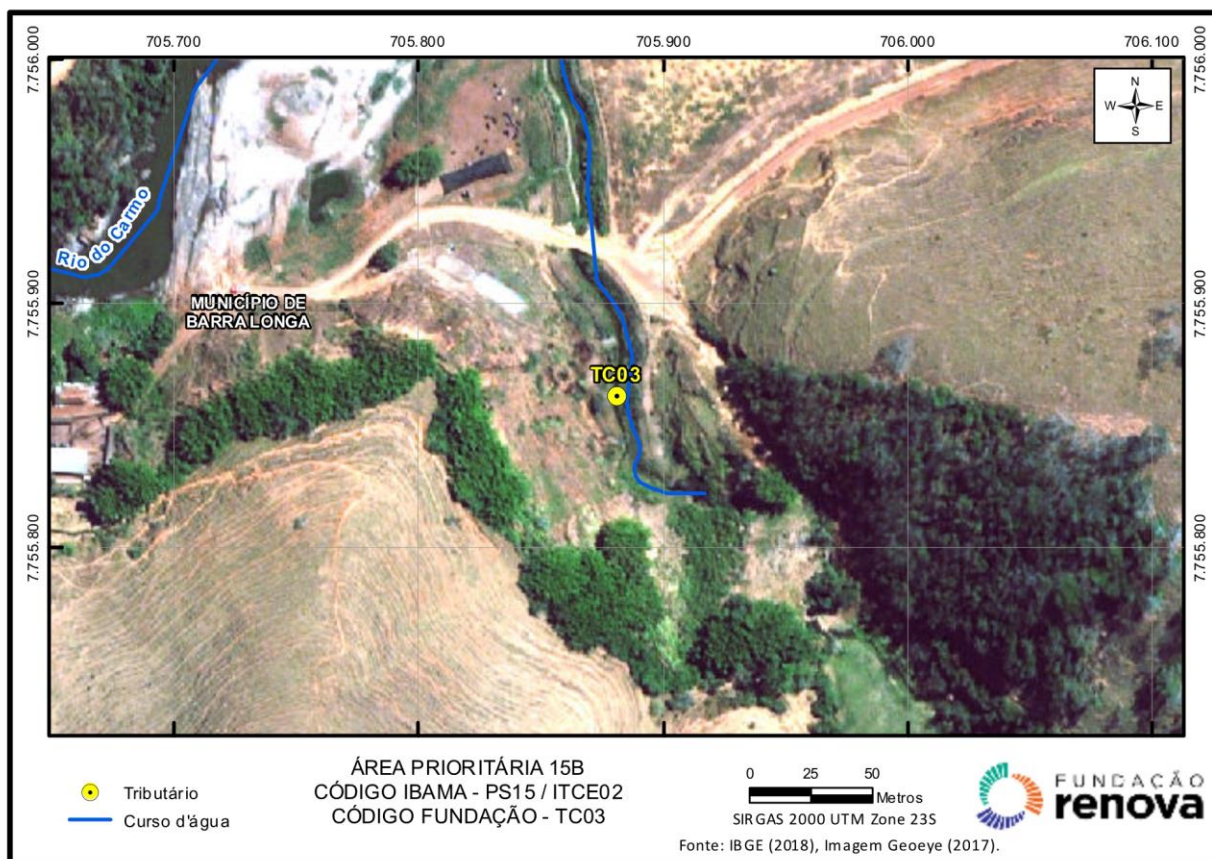 705.700 705.800 705.900 706.000 706.100
7.756.000 7.756.000
N
W E
S
Rio do Carmo
7.755.900 7.755.900
MUNICÍPIO DE
BARRA LONGA
TC03
7.755.800 7.755.800
ÁREA PRIORITÁRIA 15B
CÓDIGO IBAMA - PS15 / ITCE02
CÓDIGO FUNDAÇÃO - TC03
Tributário
Curso d'água
0 25 50
Metros
SIRGAS 2000 UTM Zone 23S
Fonte: IBGE (2018), Imagem Geoeye (2017).
FUNDAÇÃO
renova